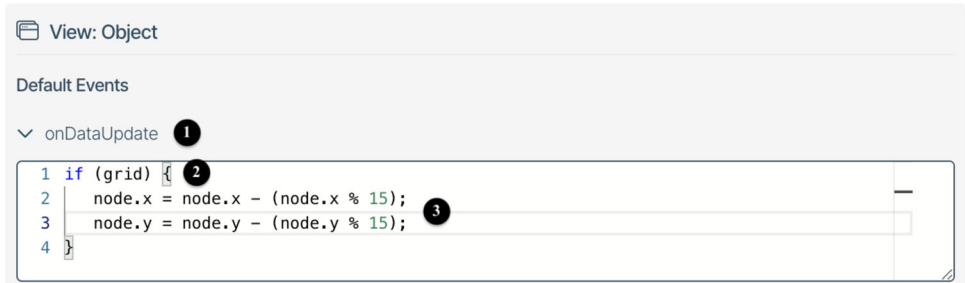 View: Object
Default Events
onDataUpdate 1
1 if (grid) { 2
2 node.x = node.x - (node.x % 15);
3 node.y = node.y - (node.y % 15); 3
4 }